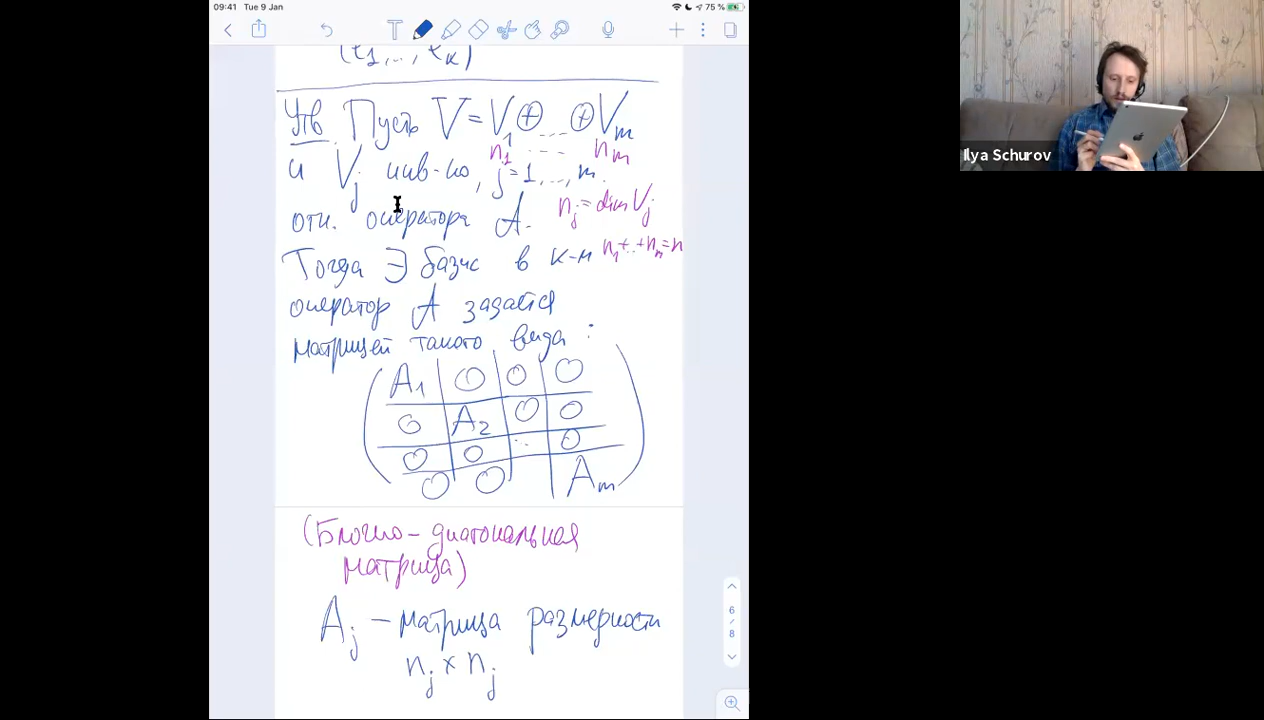 09:41 Tue 9 Jan
75 %
(e₁,..., eₖ)
Утв Пусть V = V₁ ⊕ ... ⊕ Vₘ
n₁ ... nₘ
и Vⱼ инв-но, j = 1,..., m.
nⱼ = dim Vⱼ
отн. оператора A.
n₁+..+nₘ=n
Тогда ∃ базис в к-м
оператор A задаётся
матрицей такого вида:
A₁ 0 0 0
0 A₂ 0 0
0 0 ... 0
0 0 Aₘ
(Блочно-диагональная
матрица)
Aⱼ – матрица размерности
nⱼ × nⱼ
6
/
8
Ilya Schurov